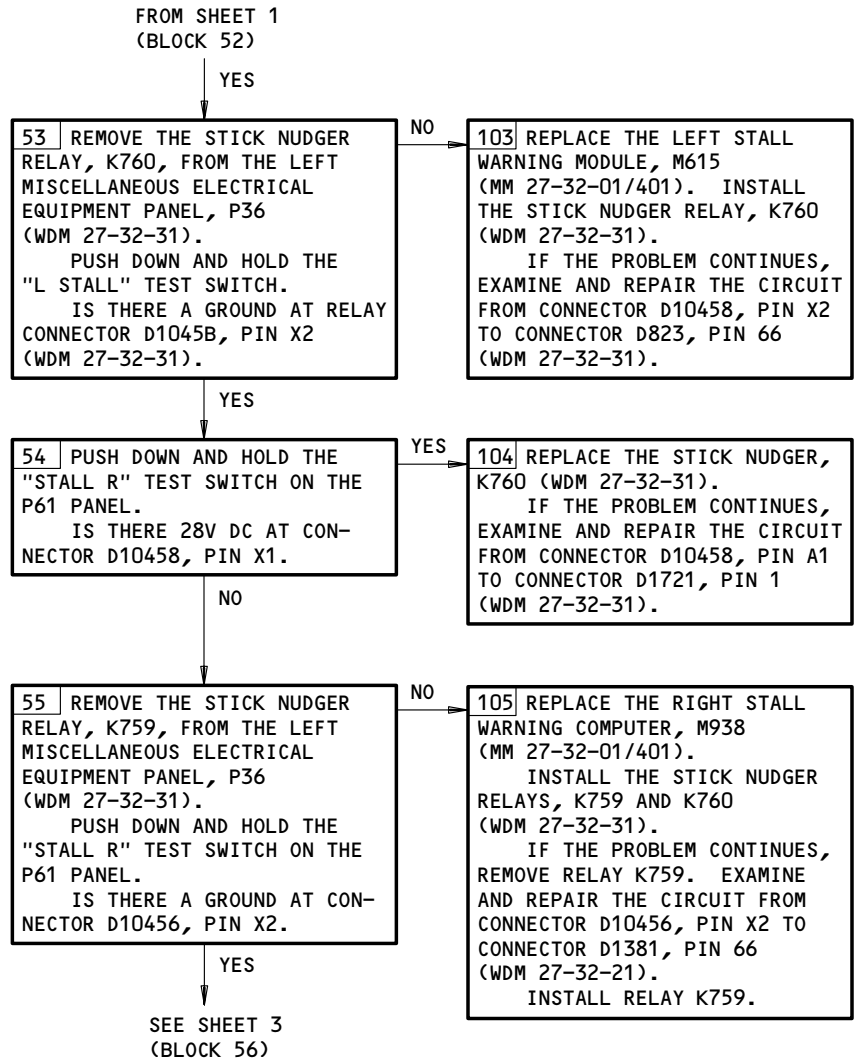 FROM SHEET 1
(BLOCK 52)
YES
53 REMOVE THE STICK NUDGER
RELAY, K760, FROM THE LEFT
MISCELLANEOUS ELECTRICAL
EQUIPMENT PANEL, P36
(WDM 27-32-31).
PUSH DOWN AND HOLD THE
"L STALL" TEST SWITCH.
IS THERE A GROUND AT RELAY
CONNECTOR D1045B, PIN X2
(WDM 27-32-31).
NO
103 REPLACE THE LEFT STALL
WARNING MODULE, M615
(MM 27-32-01/401). INSTALL
THE STICK NUDGER RELAY, K760
(WDM 27-32-31).
IF THE PROBLEM CONTINUES,
EXAMINE AND REPAIR THE CIRCUIT
FROM CONNECTOR D10458, PIN X2
TO CONNECTOR D823, PIN 66
(WDM 27-32-31).
YES
54 PUSH DOWN AND HOLD THE
"STALL R" TEST SWITCH ON THE
P61 PANEL.
IS THERE 28V DC AT CON-
NECTOR D10458, PIN X1.
YES
104 REPLACE THE STICK NUDGER,
K760 (WDM 27-32-31).
IF THE PROBLEM CONTINUES,
EXAMINE AND REPAIR THE CIRCUIT
FROM CONNECTOR D10458, PIN A1
TO CONNECTOR D1721, PIN 1
(WDM 27-32-31).
NO
55 REMOVE THE STICK NUDGER
RELAY, K759, FROM THE LEFT
MISCELLANEOUS ELECTRICAL
EQUIPMENT PANEL, P36
(WDM 27-32-31).
PUSH DOWN AND HOLD THE
"STALL R" TEST SWITCH ON THE
P61 PANEL.
IS THERE A GROUND AT CON-
NECTOR D10456, PIN X2.
NO
105 REPLACE THE RIGHT STALL
WARNING COMPUTER, M938
(MM 27-32-01/401).
INSTALL THE STICK NUDGER
RELAYS, K759 AND K760
(WDM 27-32-31).
IF THE PROBLEM CONTINUES,
REMOVE RELAY K759. EXAMINE
AND REPAIR THE CIRCUIT FROM
CONNECTOR D10456, PIN X2 TO
CONNECTOR D1381, PIN 66
(WDM 27-32-21).
INSTALL RELAY K759.
YES
SEE SHEET 3
(BLOCK 56)